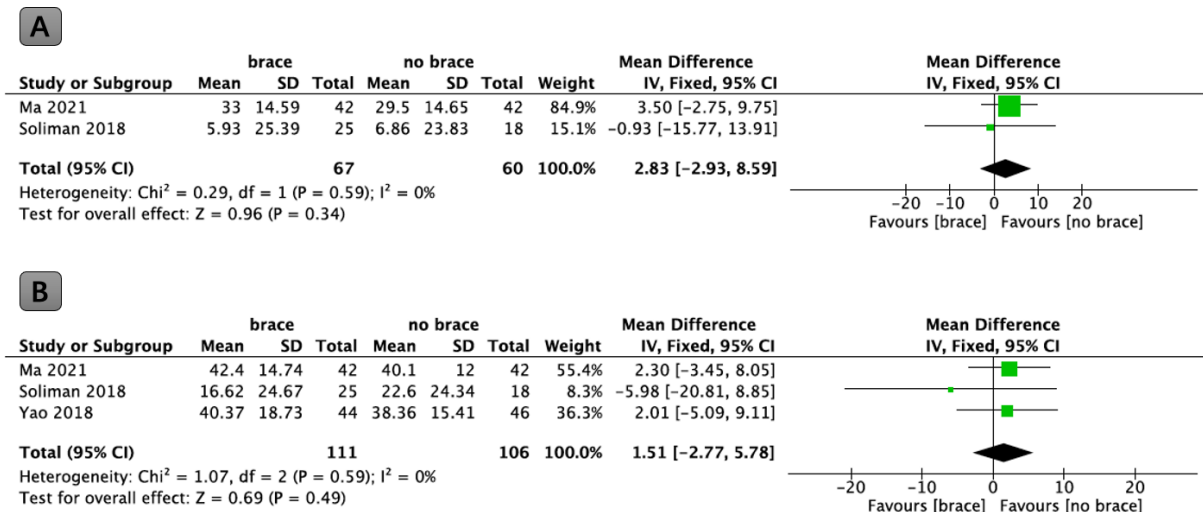 A
brace no brace Mean Difference Mean Difference
Study or Subgroup Mean SD Total Mean SD Total Weight IV, Fixed, 95% CI IV, Fixed, 95% CI
Ma 2021 33 14.59 42 29.5 14.65 42 84.9% 3.50 [-2.75, 9.75]
Soliman 2018 5.93 25.39 25 6.86 23.83 18 15.1% -0.93 [-15.77, 13.91]
Total (95% CI) 67 60 100.0% 2.83 [-2.93, 8.59]
Heterogeneity: Chi² = 0.29, df = 1 (P = 0.59); I² = 0%
Test for overall effect: Z = 0.96 (P = 0.34)
-20 -10 0 10 20
Favours [brace] Favours [no brace]
B
brace no brace Mean Difference Mean Difference
Study or Subgroup Mean SD Total Mean SD Total Weight IV, Fixed, 95% CI IV, Fixed, 95% CI
Ma 2021 42.4 14.74 42 40.1 12 42 55.4% 2.30 [-3.45, 8.05]
Soliman 2018 16.62 24.67 25 22.6 24.34 18 8.3% -5.98 [-20.81, 8.85]
Yao 2018 40.37 18.73 44 38.36 15.41 46 36.3% 2.01 [-5.09, 9.11]
Total (95% CI) 111 106 100.0% 1.51 [-2.77, 5.78]
Heterogeneity: Chi² = 1.07, df = 2 (P = 0.59); I² = 0%
Test for overall effect: Z = 0.69 (P = 0.49)
-20 -10 0 10 20
Favours [brace] Favours [no brace]